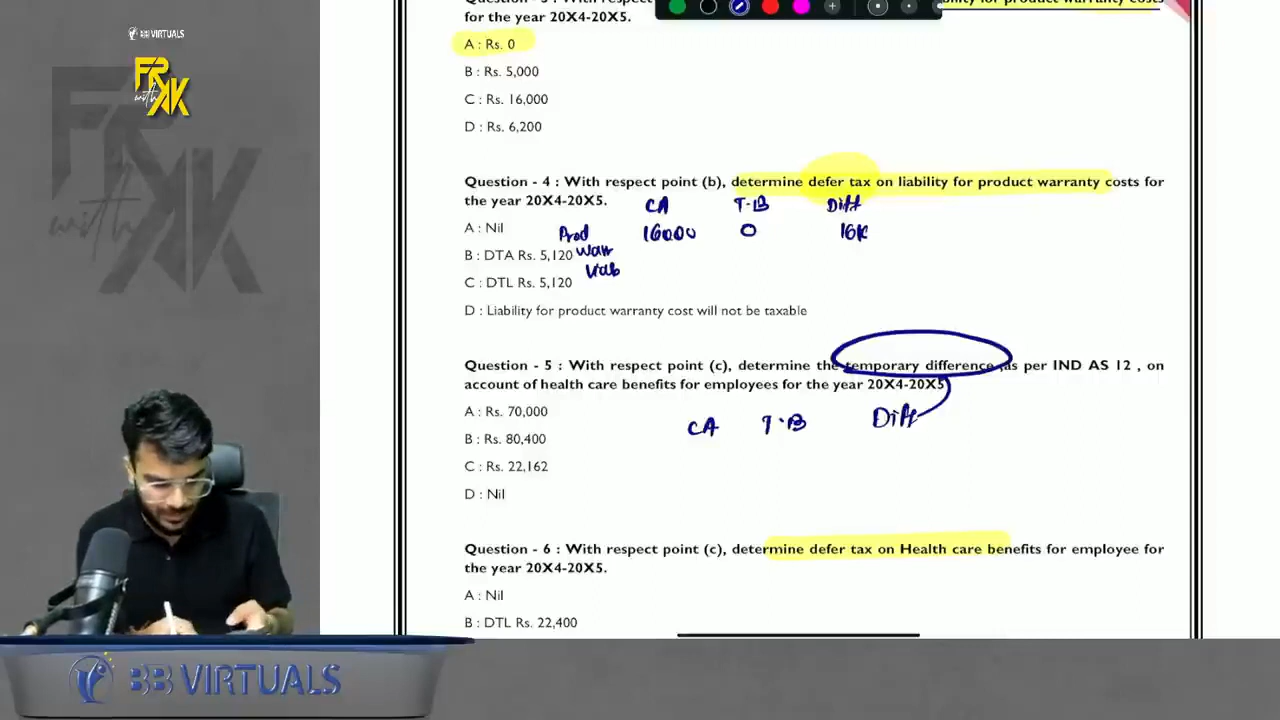 BB VIRTUALS
FR
with
KK
for the year 20X4-20X5.
A : Rs. 0
B : Rs. 5,000
C : Rs. 16,000
D : Rs. 6,200
Question - 4 : With respect point (b), determine defer tax on liability for product warranty costs for
the year 20X4-20X5.
CA T.B Diff
A : Nil
Prod 16000 0 16K
B : DTA Rs. 5,120
Warr
Liab
C : DTL Rs. 5,120
D : Liability for product warranty cost will not be taxable
Question - 5 : With respect point (c), determine the temporary difference ,as per IND AS 12 , on
account of health care benefits for employees for the year 20X4-20X5
A : Rs. 70,000
CA T.B Diff
B : Rs. 80,400
C : Rs. 22,162
D : Nil
Question - 6 : With respect point (c), determine defer tax on Health care benefits for employee for
the year 20X4-20X5.
A : Nil
B : DTL Rs. 22,400
BB VIRTUALS